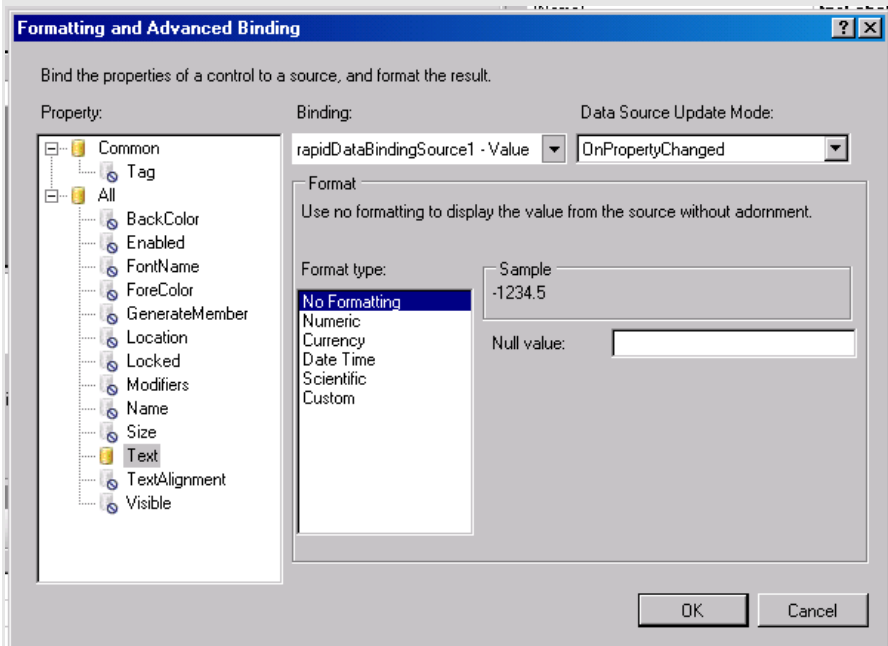 Formatting and Advanced Binding
Bind the properties of a control to a source, and format the result.
Property:
Common
Tag
All
BackColor
Enabled
FontName
ForeColor
GenerateMember
Location
Locked
Modifiers
Name
Size
Text
TextAlignment
Visible
Binding:
rapidDataBindingSource1 - Value
Data Source Update Mode:
OnPropertyChanged
Format
Use no formatting to display the value from the source without adornment.
Format type:
No Formatting
Numeric
Currency
Date Time
Scientific
Custom
Sample
-1234.5
Null value:
OK
Cancel